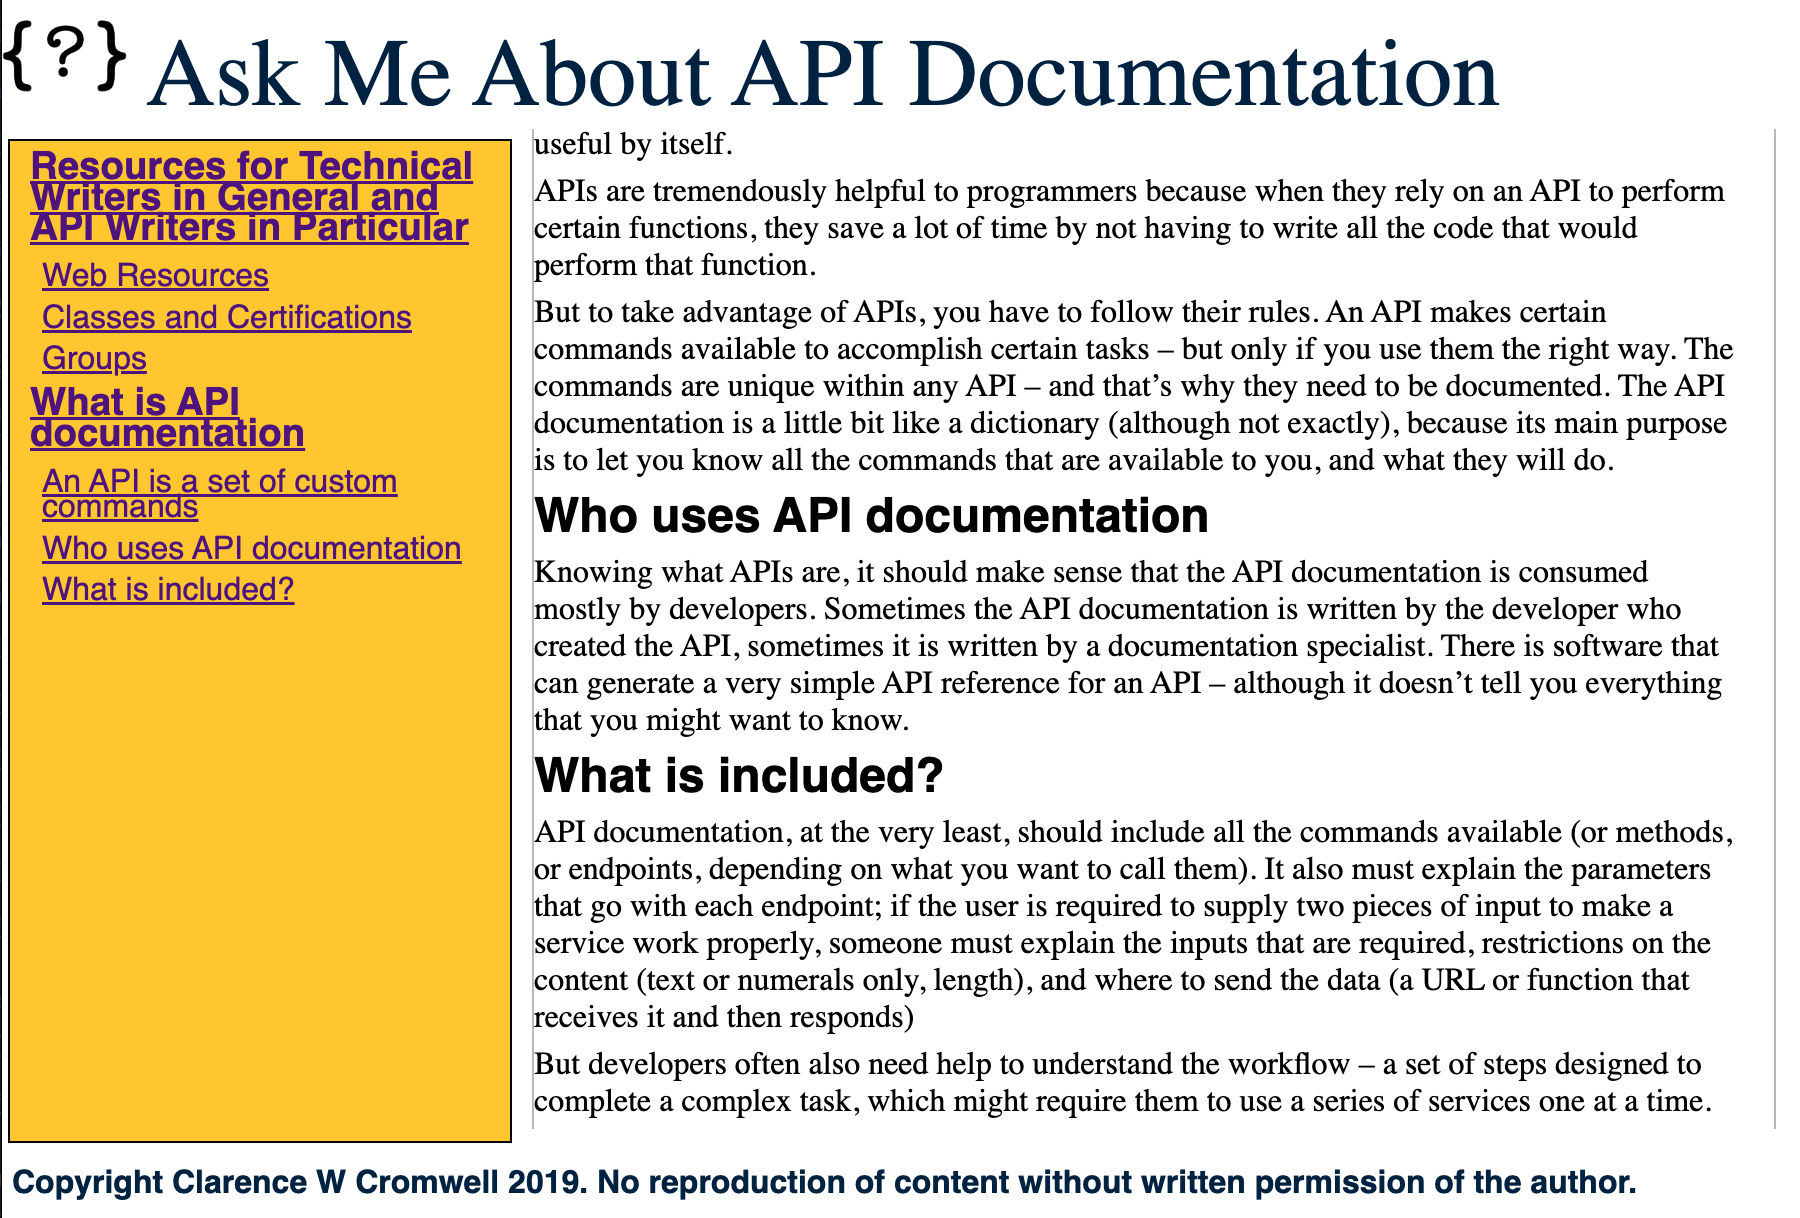 {?} Ask Me About API Documentation
Resources for Technical
Writers in General and
API Writers in Particular
Web Resources
Classes and Certifications
Groups
What is API
documentation
An API is a set of custom
commands
Who uses API documentation
What is included?
useful by itself.
APIs are tremendously helpful to programmers because when they rely on an API to perform
certain functions, they save a lot of time by not having to write all the code that would
perform that function.
But to take advantage of APIs, you have to follow their rules. An API makes certain
commands available to accomplish certain tasks – but only if you use them the right way. The
commands are unique within any API – and that’s why they need to be documented. The API
documentation is a little bit like a dictionary (although not exactly), because its main purpose
is to let you know all the commands that are available to you, and what they will do.
Who uses API documentation
Knowing what APIs are, it should make sense that the API documentation is consumed
mostly by developers. Sometimes the API documentation is written by the developer who
created the API, sometimes it is written by a documentation specialist. There is software that
can generate a very simple API reference for an API – although it doesn’t tell you everything
that you might want to know.
What is included?
API documentation, at the very least, should include all the commands available (or methods,
or endpoints, depending on what you want to call them). It also must explain the parameters
that go with each endpoint; if the user is required to supply two pieces of input to make a
service work properly, someone must explain the inputs that are required, restrictions on the
content (text or numerals only, length), and where to send the data (a URL or function that
receives it and then responds)
But developers often also need help to understand the workflow – a set of steps designed to
complete a complex task, which might require them to use a series of services one at a time.
Copyright Clarence W Cromwell 2019. No reproduction of content without written permission of the author.